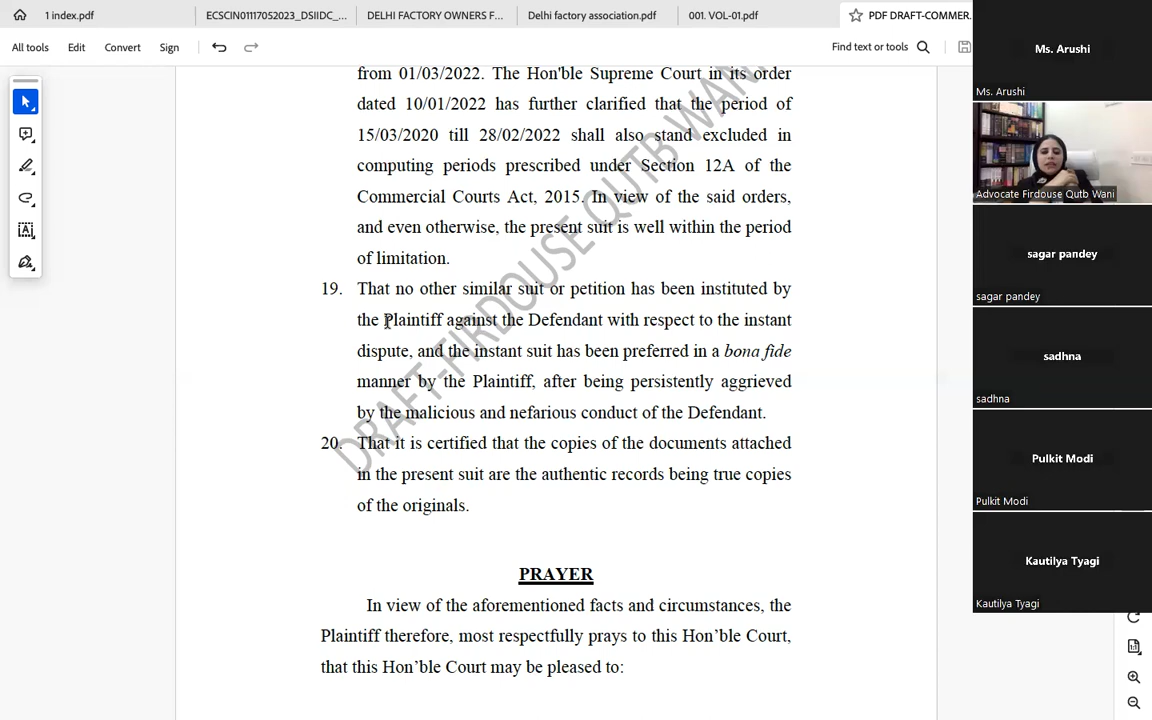 1 index.pdf
ECSCIN01117052023_DSIIDC_...
DELHI FACTORY OWNERS F...
Delhi factory association.pdf
001. VOL-01.pdf
PDF DRAFT-COMMER.
All tools
Edit
Convert
Sign
Find text or tools
from 01/03/2022. The Hon'ble Supreme Court in its order
dated 10/01/2022 has further clarified that the period of
15/03/2020 till 28/02/2022 shall also stand excluded in
computing periods prescribed under Section 12A of the
Commercial Courts Act, 2015. In view of the said orders,
and even otherwise, the present suit is well within the period
of limitation.
19. That no other similar suit or petition has been instituted by
the Plaintiff against the Defendant with respect to the instant
dispute, and the instant suit has been preferred in a bona fide
manner by the Plaintiff, after being persistently aggrieved
by the malicious and nefarious conduct of the Defendant.
20. That it is certified that the copies of the documents attached
in the present suit are the authentic records being true copies
of the originals.
PRAYER
In view of the aforementioned facts and circumstances, the
Plaintiff therefore, most respectfully prays to this Hon’ble Court,
that this Hon’ble Court may be pleased to:
DRAFT-FIRDOUSE QUTB WANI
Ms. Arushi
Ms. Arushi
Advocate Firdouse Qutb Wani
sagar pandey
sagar pandey
sadhna
sadhna
Pulkit Modi
Pulkit Modi
Kautilya Tyagi
Kautilya Tyagi